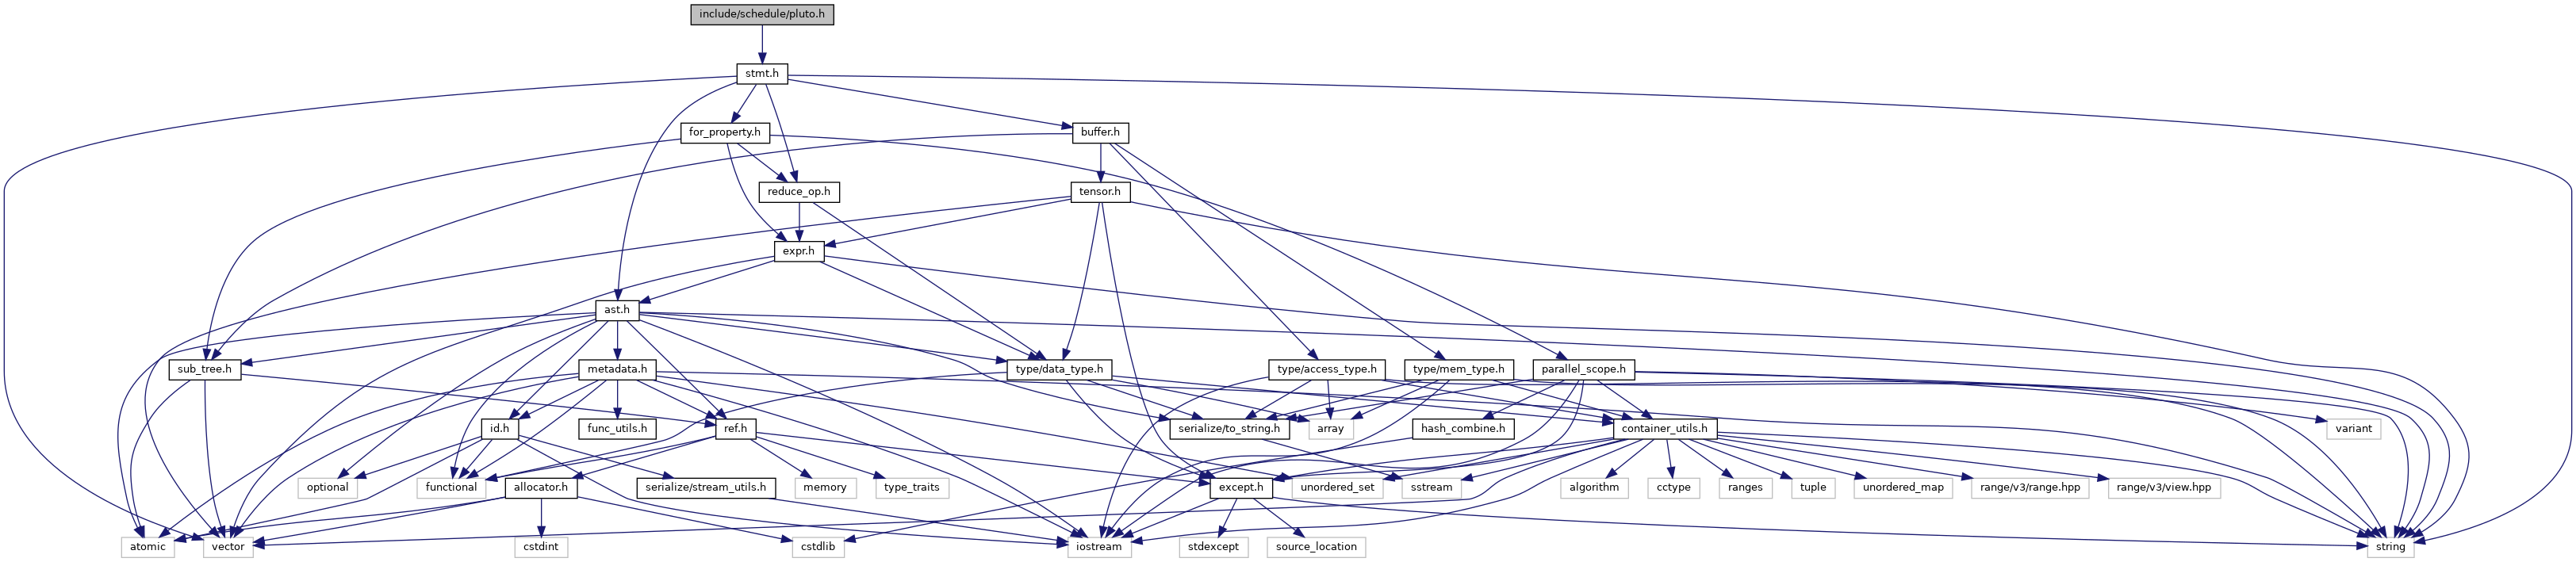 include/schedule/pluto.h
stmt.h
for_property.h
buffer.h
reduce_op.h
tensor.h
expr.h
ast.h
sub_tree.h
metadata.h
type/data_type.h
type/access_type.h
type/mem_type.h
parallel_scope.h
id.h
func_utils.h
ref.h
serialize/to_string.h
array
hash_combine.h
container_utils.h
variant
optional
functional
allocator.h
serialize/stream_utils.h
memory
type_traits
except.h
unordered_set
sstream
algorithm
cctype
ranges
tuple
unordered_map
range/v3/range.hpp
range/v3/view.hpp
atomic
vector
cstdint
cstdlib
iostream
stdexcept
source_location
string